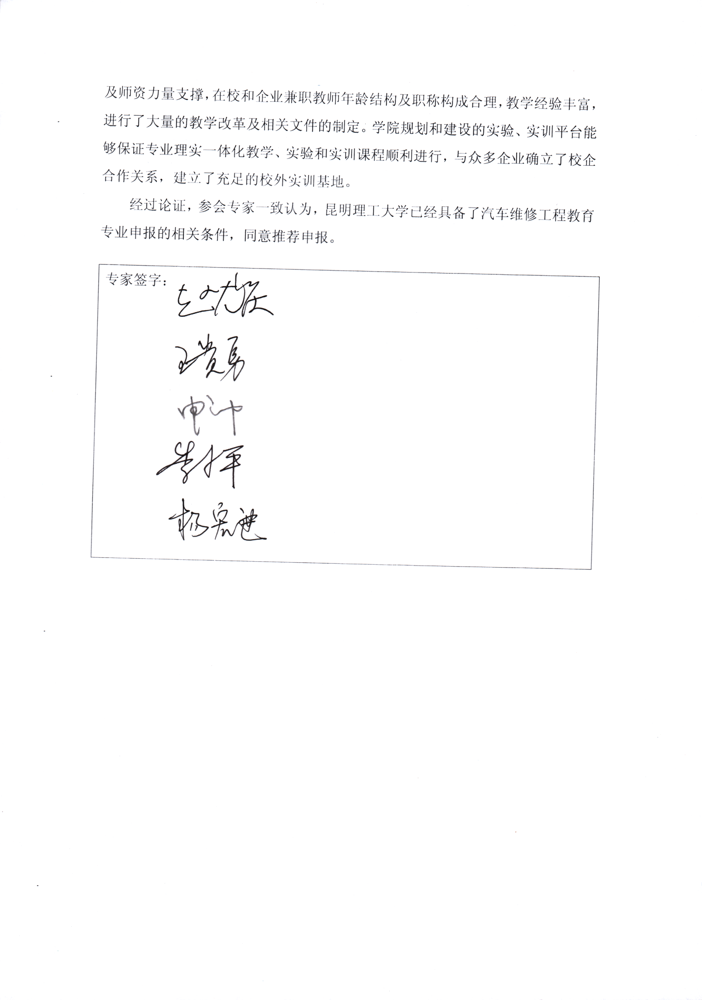 及师资力量支撑，在校和企业兼职教师年龄结构及职称构成合理，教学经验丰富，
进行了大量的教学改革及相关文件的制定。学院规划和建设的实验、实训平台能
够保证专业理实一体化教学、实验和实训课程顺利进行，与众多企业确立了校企
合作关系，建立了充足的校外实训基地。
经过论证，参会专家一致认为，昆明理工大学已经具备了汽车维修工程教育
专业申报的相关条件，同意推荐申报。
专家签字：
王贵勇